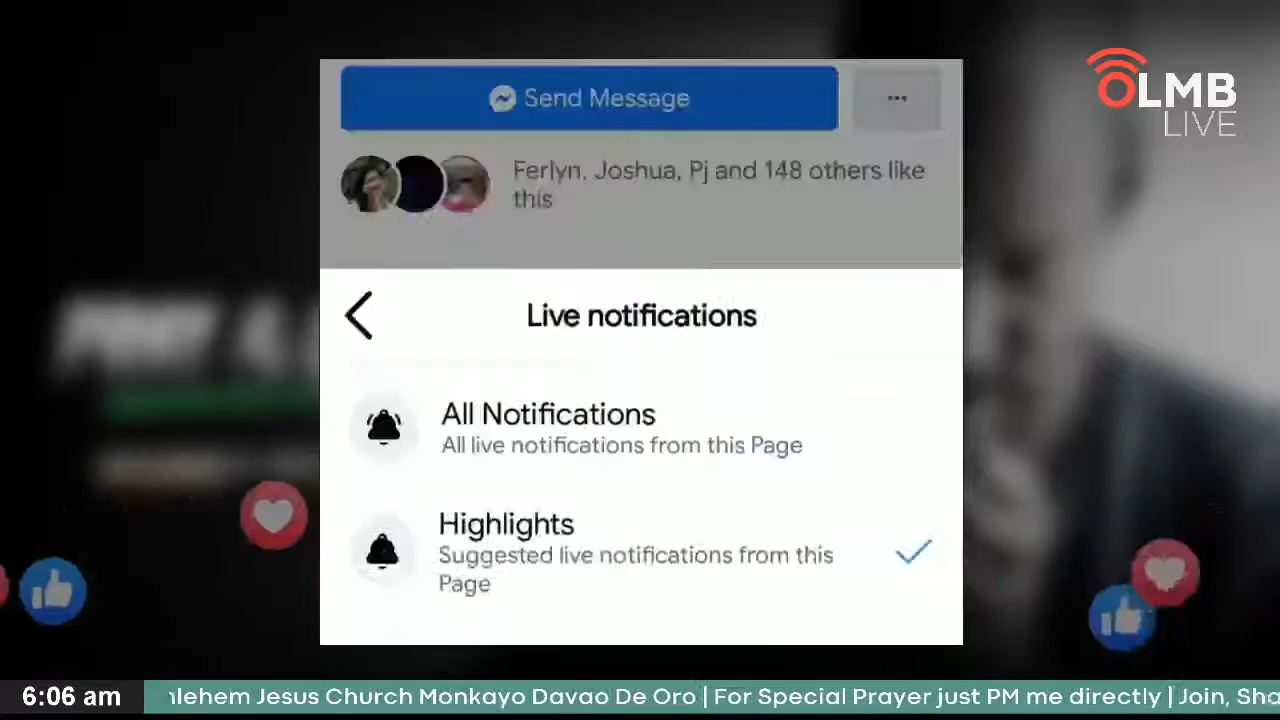 Send Message
OLMB
LIVE
Ferlyn, Joshua, Pj and 148 others like
this
Live notifications
All Notifications
All live notifications from this Page
Highlights
Suggested live notifications from this
Page
6:06 am
lehem Jesus Church Monkayo Davao De Oro | For Special Prayer just PM me directly | Join, Sha